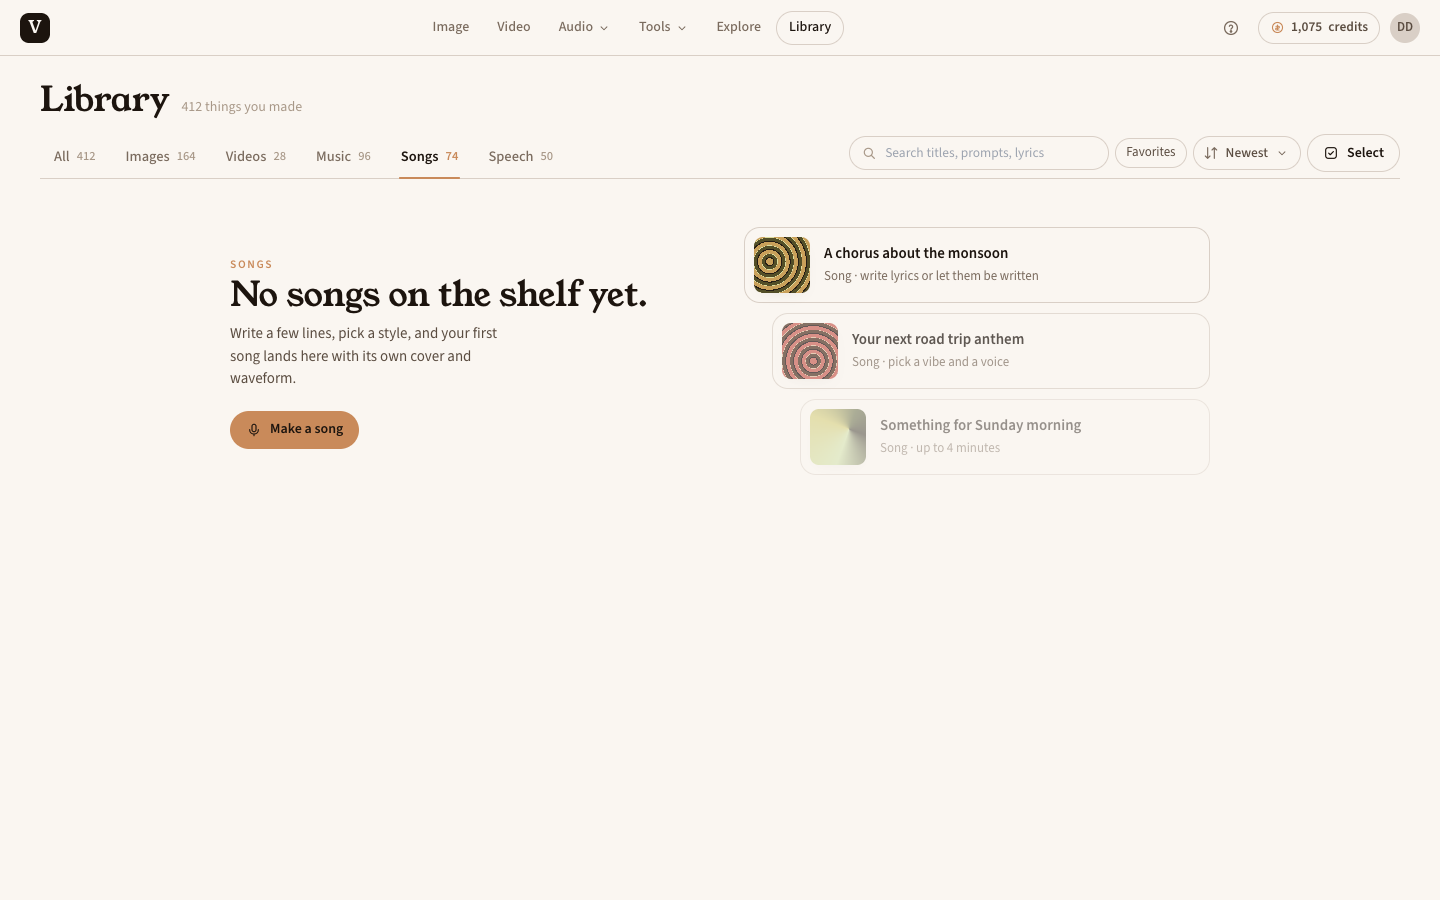 V
Image Video Audio Tools Explore Library
1,075 credits
DD
Library 412 things you made
All 412 Images 164 Videos 28 Music 96 Songs 74 Speech 50
Search titles, prompts, lyrics
Favorites
Newest
Select
SONGS
No songs on the shelf yet.
Write a few lines, pick a style, and your first
song lands here with its own cover and
waveform.
Make a song
A chorus about the monsoon
Song · write lyrics or let them be written
Your next road trip anthem
Song · pick a vibe and a voice
Something for Sunday morning
Song · up to 4 minutes